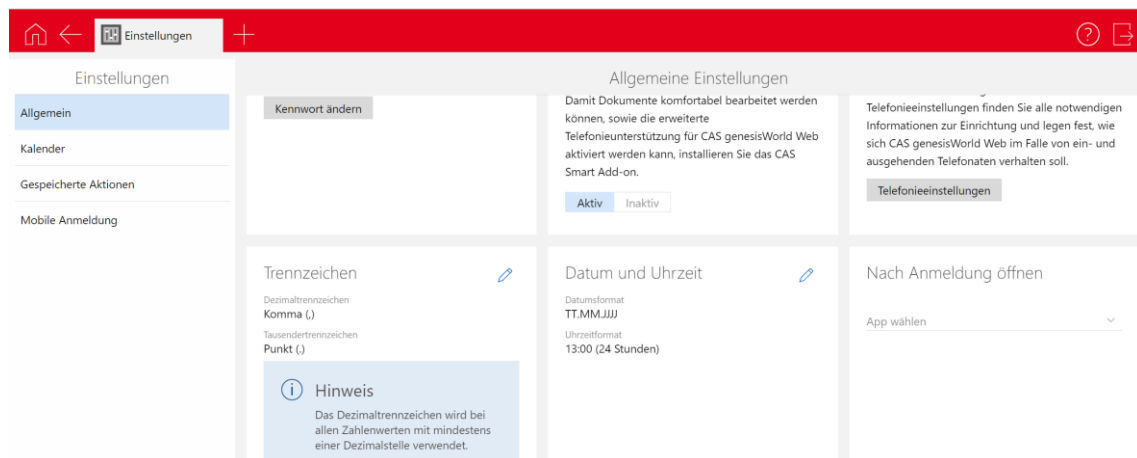 Einstellungen
Einstellungen
Allgemein
Kalender
Gespeicherte Aktionen
Mobile Anmeldung
Allgemeine Einstellungen
Kennwort ändern
Damit Dokumente komfortabel bearbeitet werden
können, sowie die erweiterte
Telefonieunterstützung für CAS genesisWorld Web
aktiviert werden kann, installieren Sie das CAS
Smart Add-on.
Aktiv Inaktiv
Telefonieeinstellungen finden Sie alle notwendigen
Informationen zur Einrichtung und legen fest, wie
sich CAS genesisWorld Web im Falle von ein- und
ausgehenden Telefonaten verhalten soll.
Telefonieeinstellungen
Trennzeichen
Dezimaltrennzeichen
Komma (,)
Tausendertrennzeichen
Punkt (.)
Hinweis
Das Dezimaltrennzeichen wird bei
allen Zahlenwerten mit mindestens
einer Dezimalstelle verwendet.
Datum und Uhrzeit
Datumsformat
TT.MM.JJJJ
Uhrzeitformat
13:00 (24 Stunden)
Nach Anmeldung öffnen
App wählen